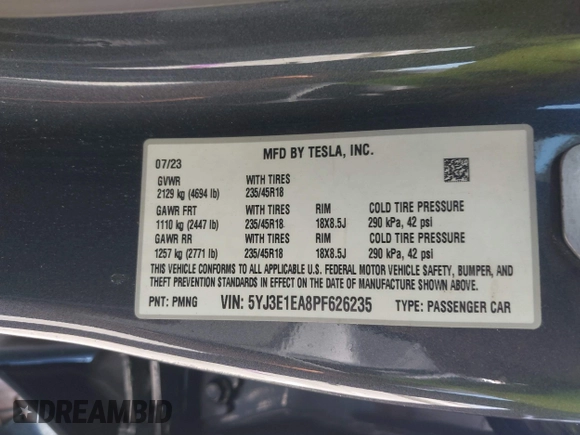 MFD BY TESLA, INC.
07/23
GVWR WITH TIRES
2129 kg (4694 lb) 235/45R18
GAWR FRT WITH TIRES RIM COLD TIRE PRESSURE
1110 kg (2447 lb) 235/45R18 18X8.5J 290 kPa, 42 psi
GAWR RR WITH TIRES RIM COLD TIRE PRESSURE
1257 kg (2771 lb) 235/45R18 18X8.5J 290 kPa, 42 psi
THIS VEHICLE CONFORMS TO ALL APPLICABLE U.S. FEDERAL MOTOR VEHICLE SAFETY, BUMPER, AND
THEFT PREVENTION STANDARDS IN EFFECT ON THE DATE OF MANUFACTURE SHOWN ABOVE.
PNT: PMNG VIN: 5YJ3E1EA8PF626235 TYPE: PASSENGER CAR
DREAMBID